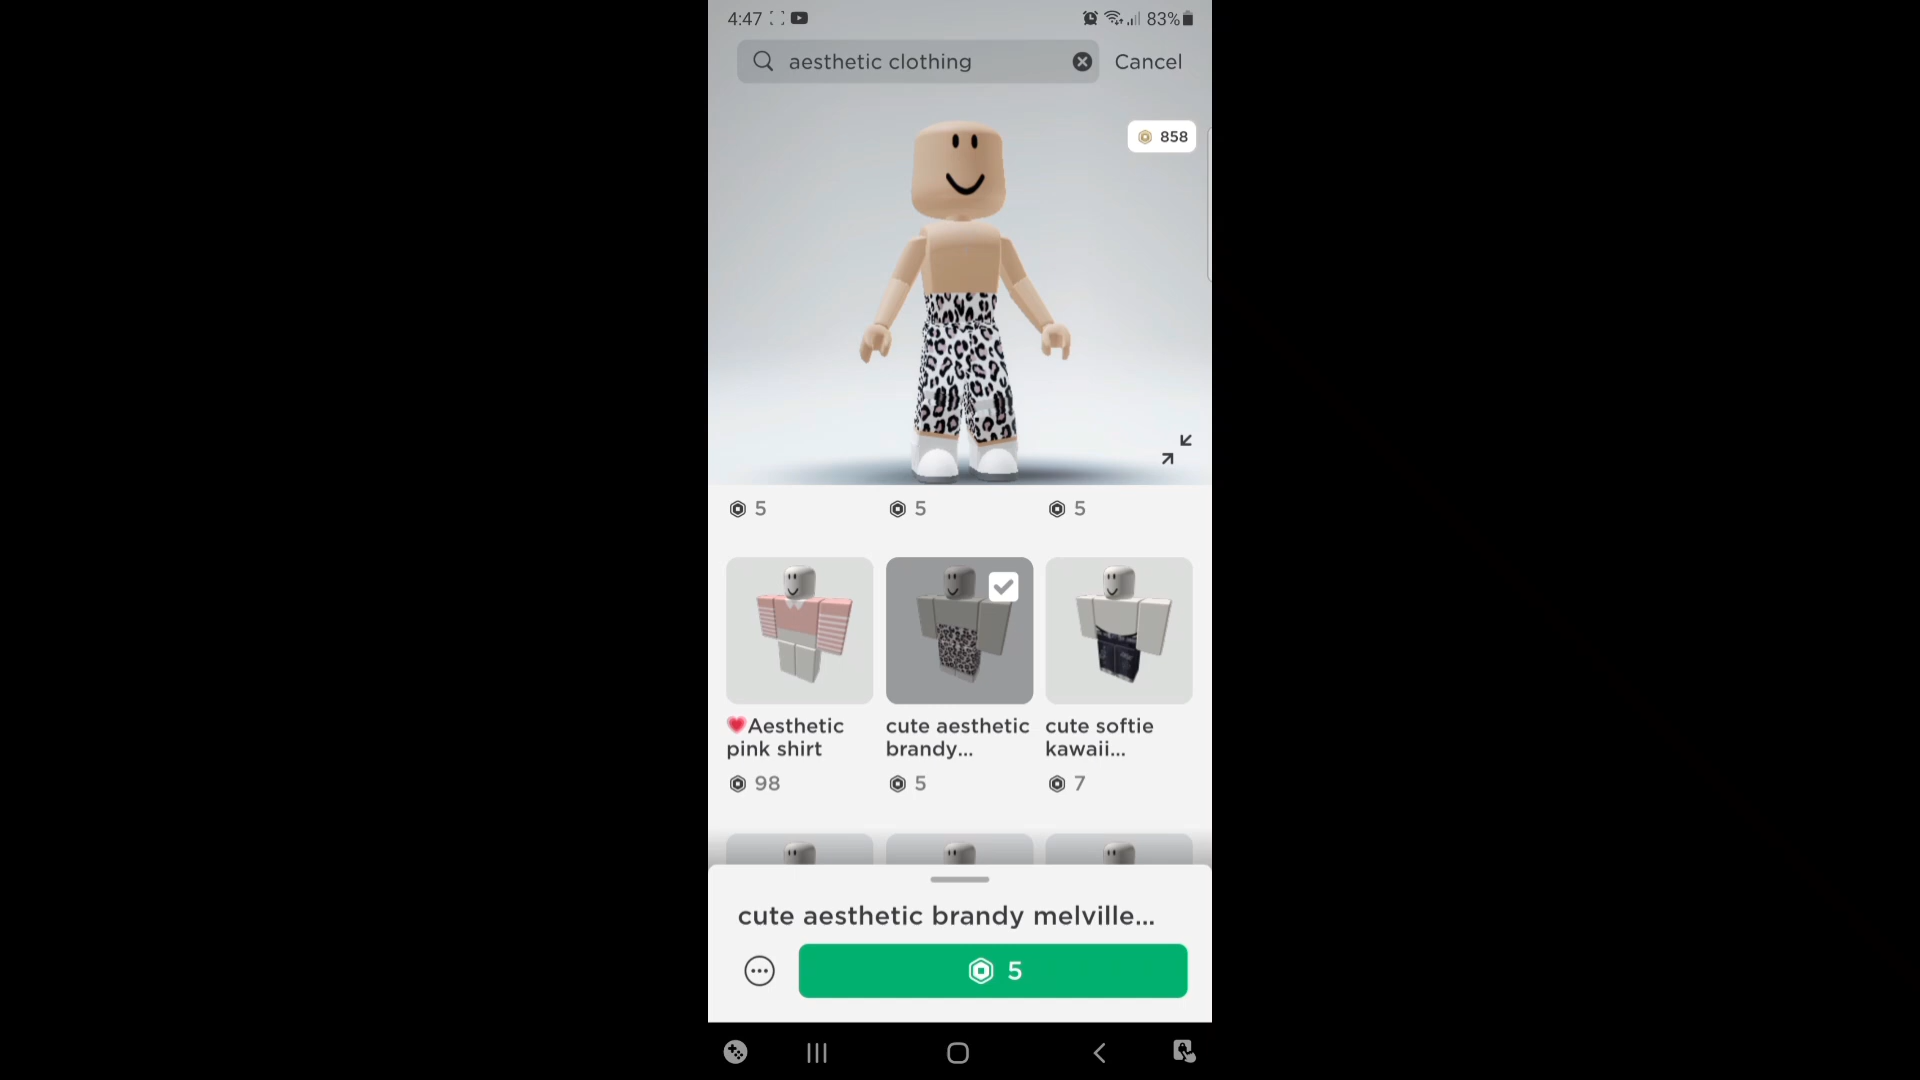 4:47
83%
aesthetic clothing
Cancel
858
5
5
5
❤Aesthetic
pink shirt
cute aesthetic
brandy...
cute softie
kawaii...
98
5
7
cute aesthetic brandy melville...
5